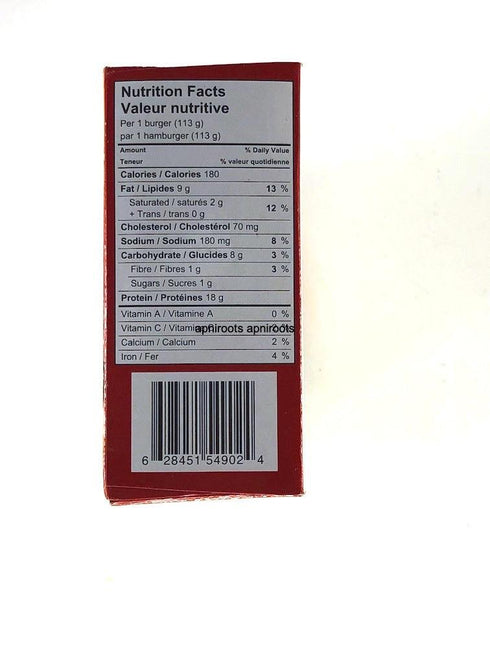 Nutrition Facts
Valeur nutritive
Per 1 burger (113 g)
par 1 hamburger (113 g)
Amount % Daily Value
Teneur % valeur quotidienne
Calories / Calories 180
Fat / Lipides 9 g 13 %
Saturated / saturés 2 g
+ Trans / trans 0 g 12 %
Cholesterol / Cholestérol 70 mg
Sodium / Sodium 180 mg 8 %
Carbohydrate / Glucides 8 g 3 %
Fibre / Fibres 1 g 3 %
Sugars / Sucres 1 g
Protein / Protéines 18 g
Vitamin A / Vitamine A 0 %
Vitamin C / apniroots apniroots
Calcium / Calcium 2 %
Iron / Fer 4 %
6 28451 54902 4